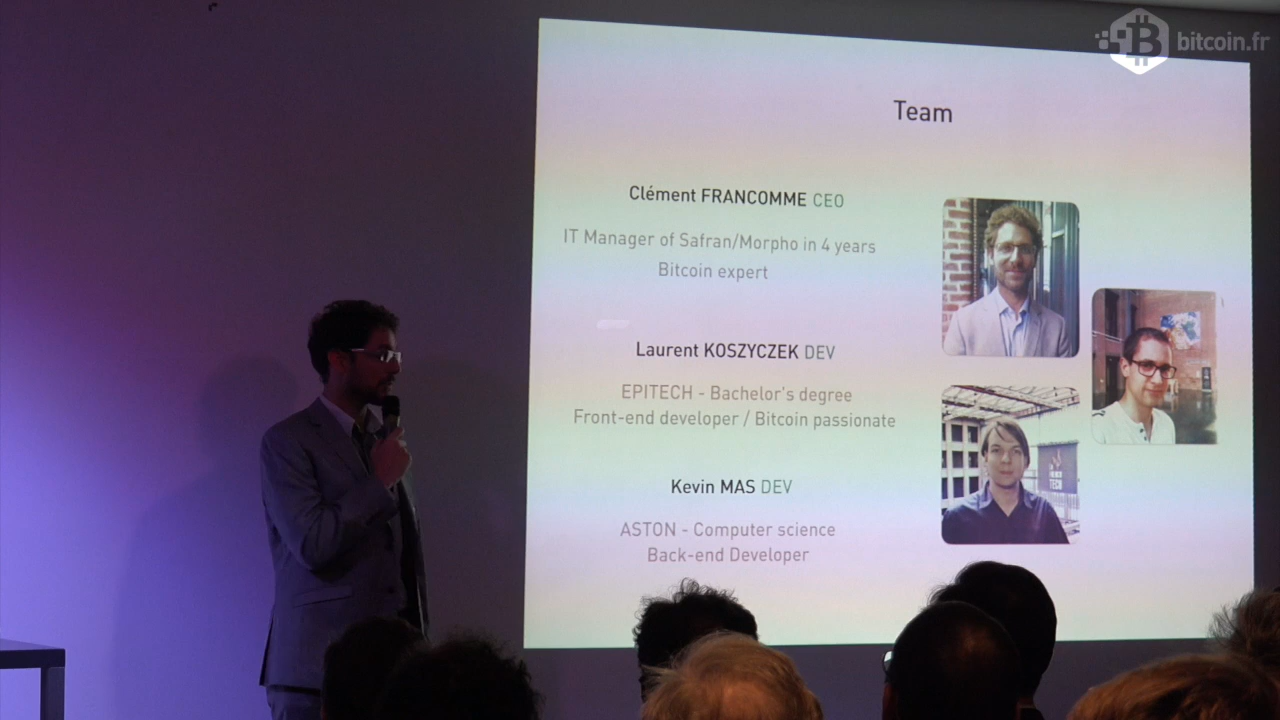 bitcoin.fr
Team
Clément FRANCOMME CEO
IT Manager of Safran/Morpho in 4 years
Bitcoin expert
Laurent KOSZYCZEK DEV
EPITECH - Bachelor's degree
Front-end developer / Bitcoin passionate
Kevin MAS DEV
ASTON - Computer science
Back-end Developer
TECH